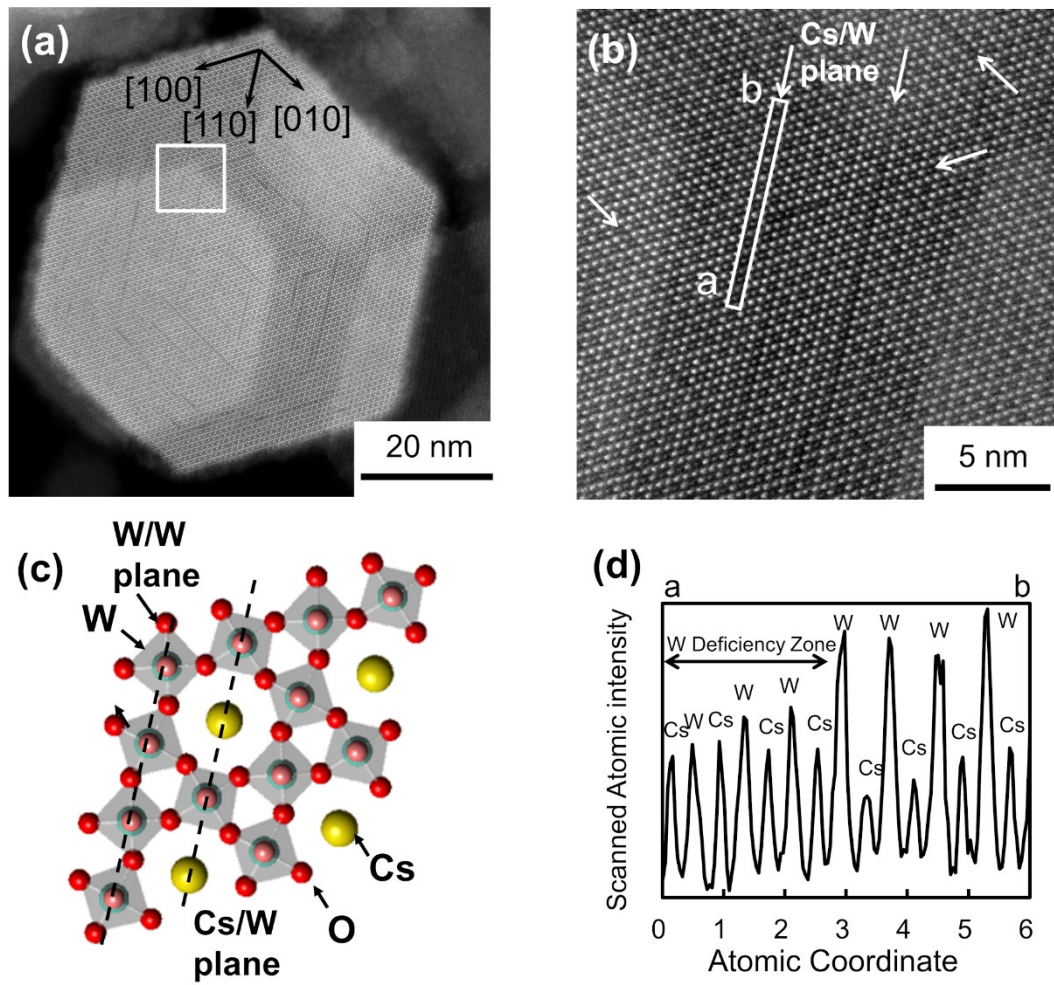 (a)
[100]
[110]
[010]
20 nm
(b)
Cs/W
plane
b
a
5 nm
(c)
W/W
plane
W
Cs
Cs/W
plane
O
(d)
a
b
W
W
W
W
W Deficiency Zone
W
W
Cs
W
Cs
Cs
Cs
Cs
Cs
Cs
Cs
Scanned Atomic intensity
0 1 2 3 4 5 6
Atomic Coordinate